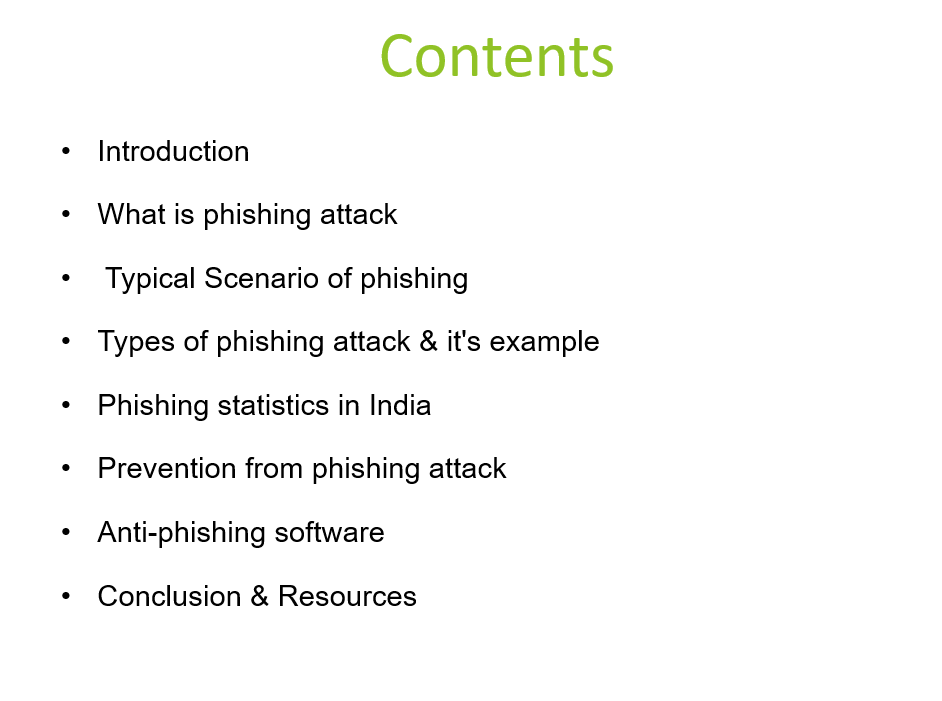 Contents
• Introduction
• What is phishing attack
• Typical Scenario of phishing
• Types of phishing attack & it's example
• Phishing statistics in India
• Prevention from phishing attack
• Anti-phishing software
• Conclusion & Resources